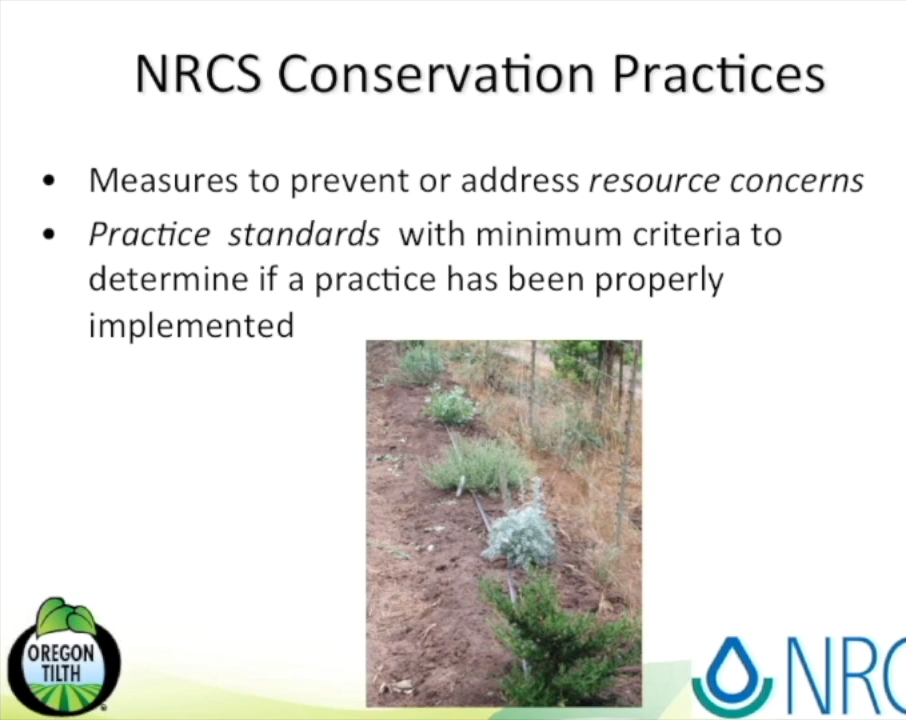 NRCS Conservation Practices
• Measures to prevent or address resource concerns
• Practice standards with minimum criteria to
determine if a practice has been properly
implemented
OREGON
TILTH
NRC